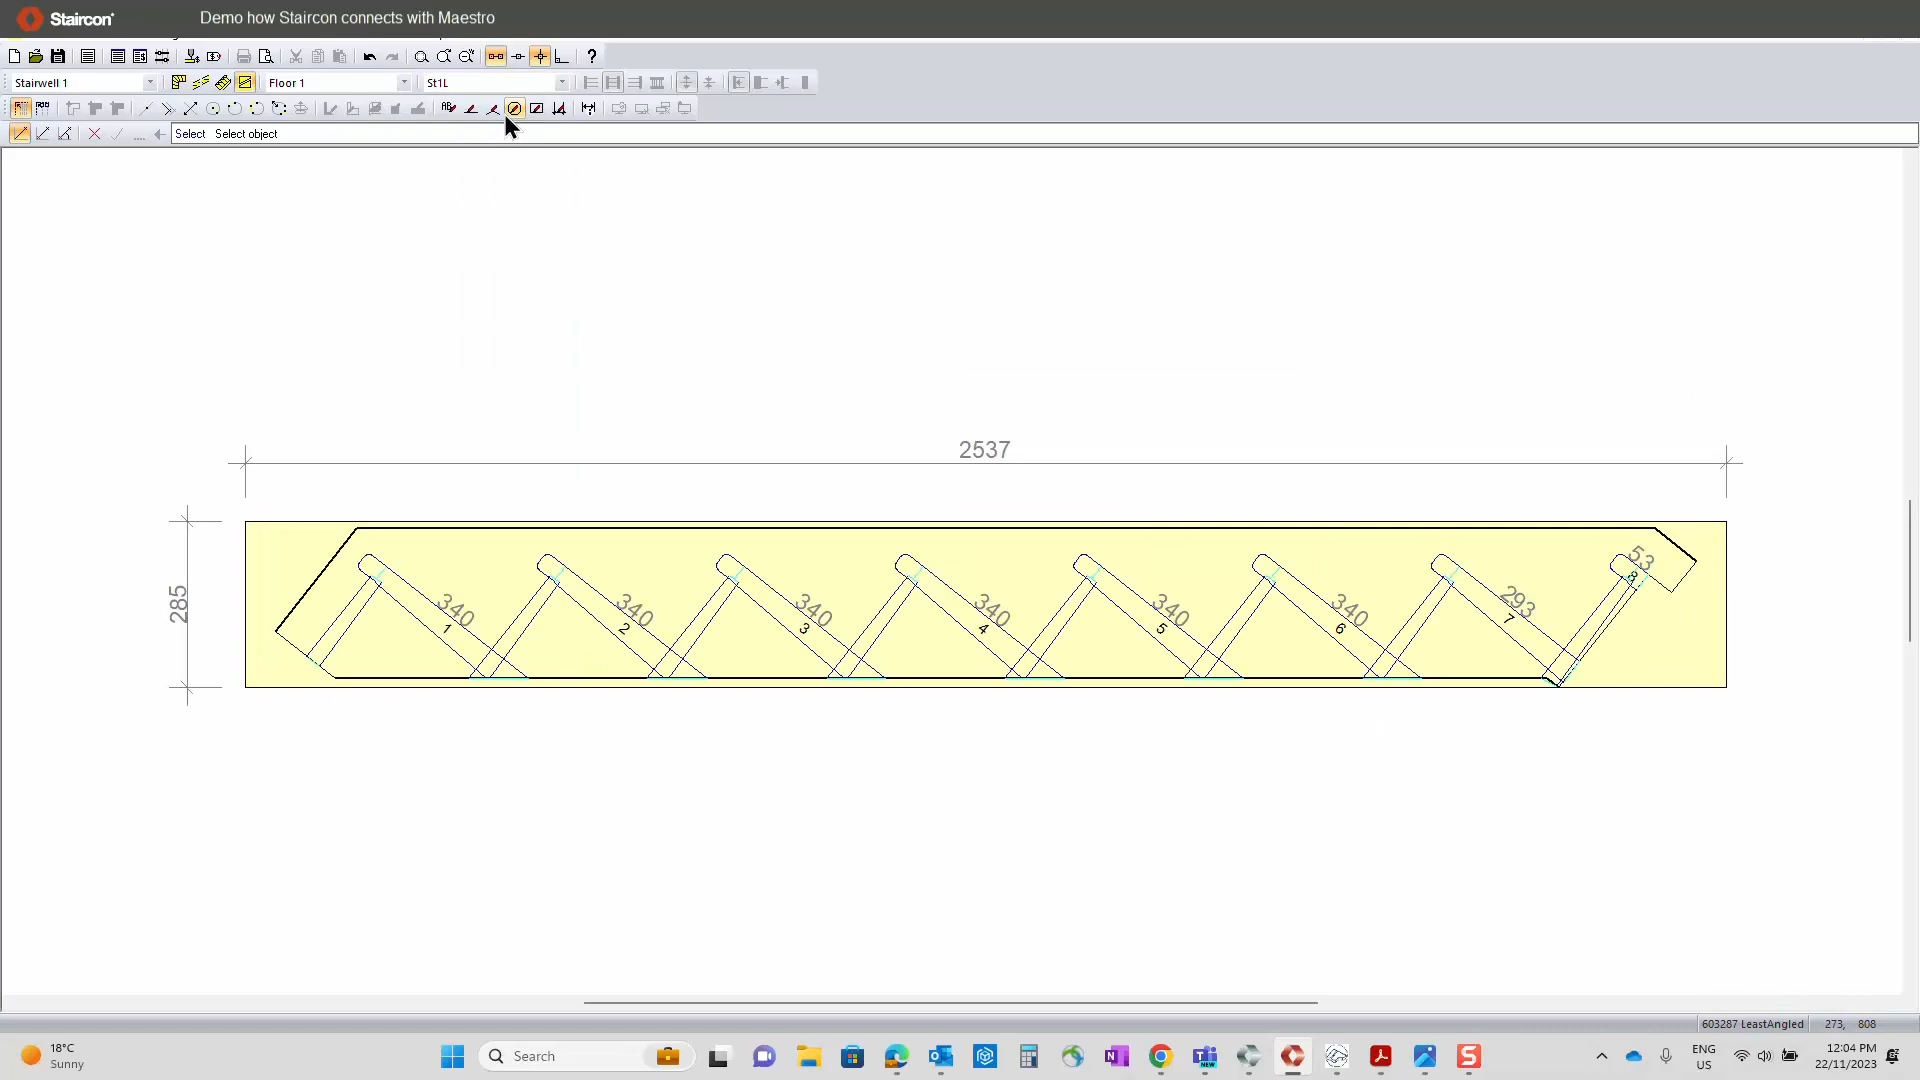 Staircon
Demo how Staircon connects with Maestro
Stairwell 1
Floor 1
St1L
Select Select object
2537
285
340
1
340
2
340
3
340
4
340
5
340
6
293
7
53
8
603287 LeastAngled
273, 808
18°C
Sunny
Search
NEW
ENG
US
12:04 PM
22/11/2023